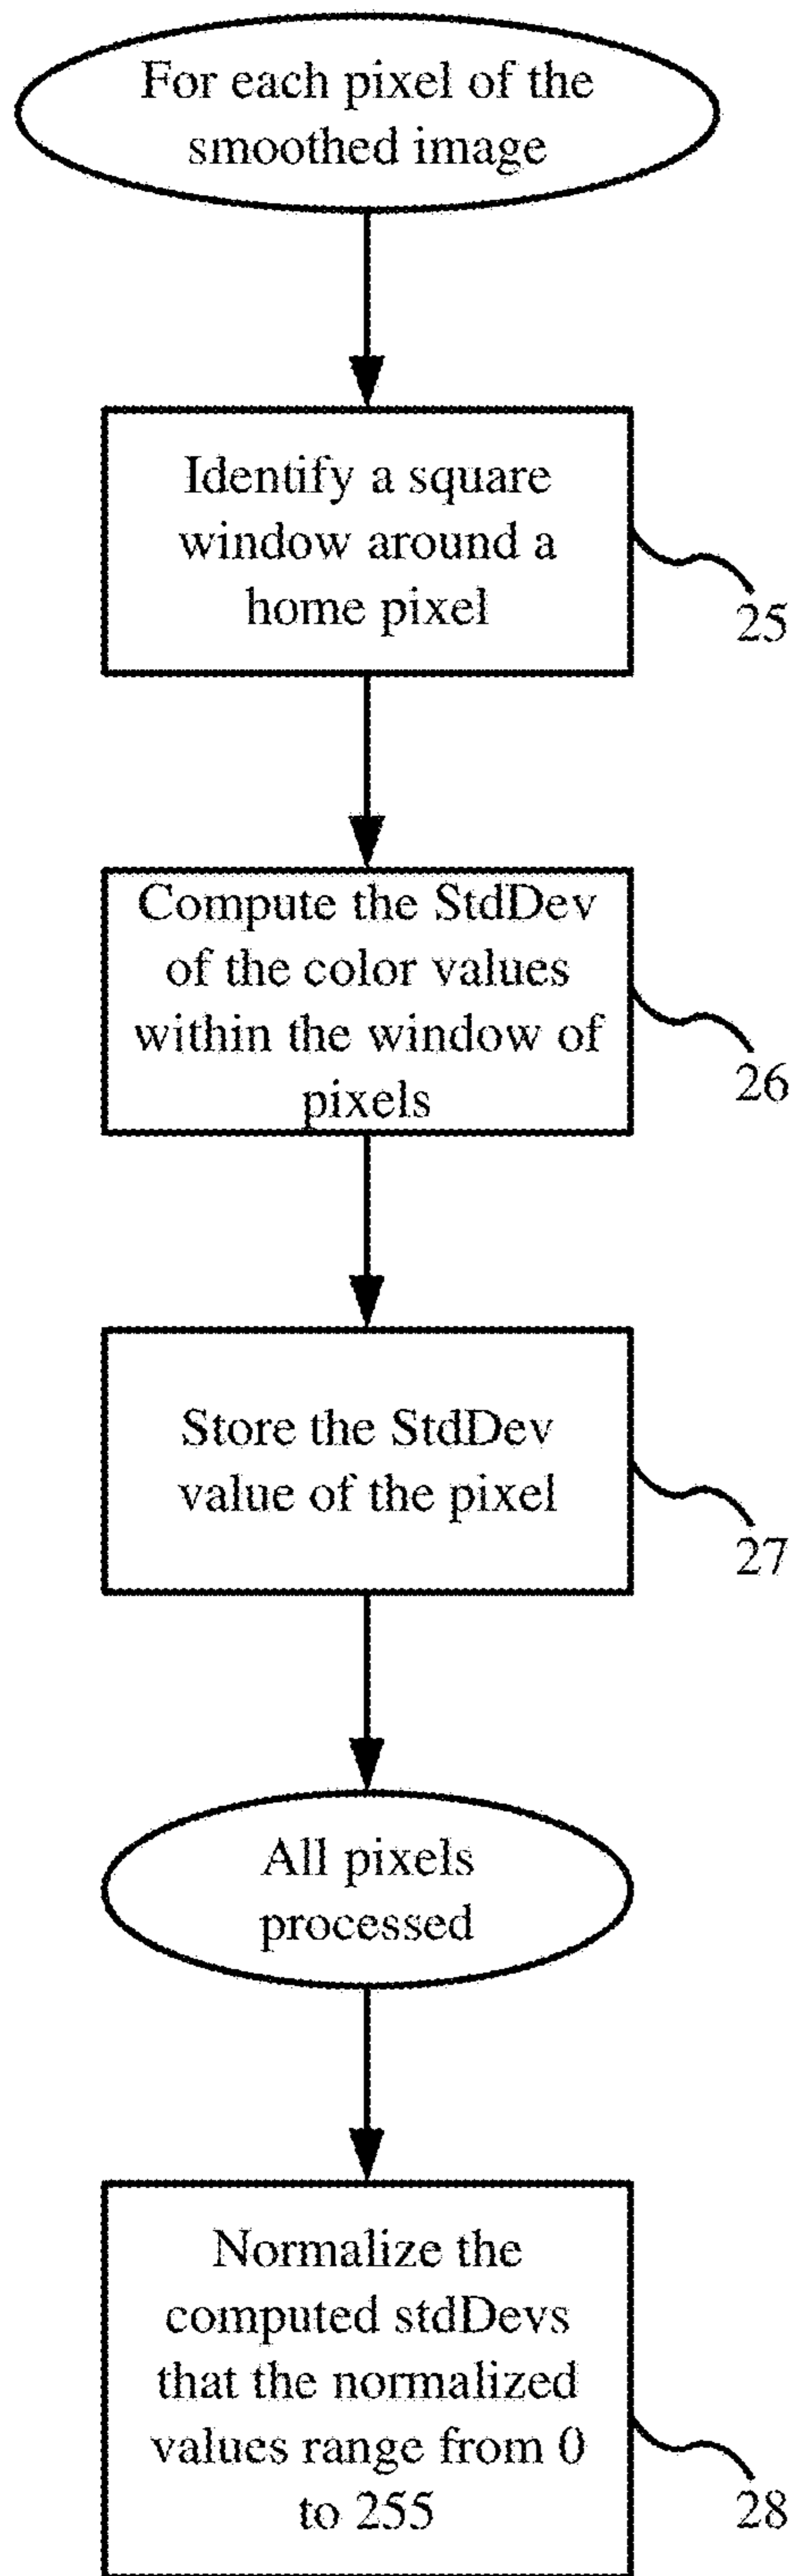 For each pixel of the
smoothed image
Identify a square
window around a
home pixel
25
Compute the StdDev
of the color values
within the window of
pixels
26
Store the StdDev
value of the pixel
27
All pixels
processed
Normalize the
computed stdDevs
that the normalized
values range from 0
to 255
28